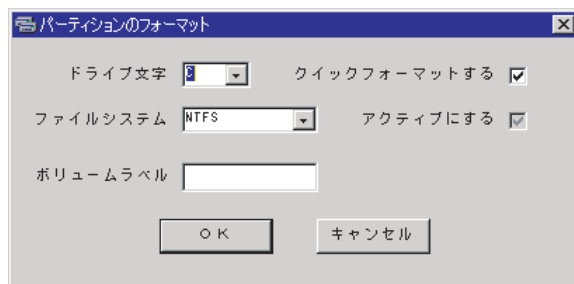 パーティションのフォーマット
ドライブ文字 C クイックフォーマットする
ファイルシステム NTFS アクティブにする
ボリュームラベル
OK キャンセル